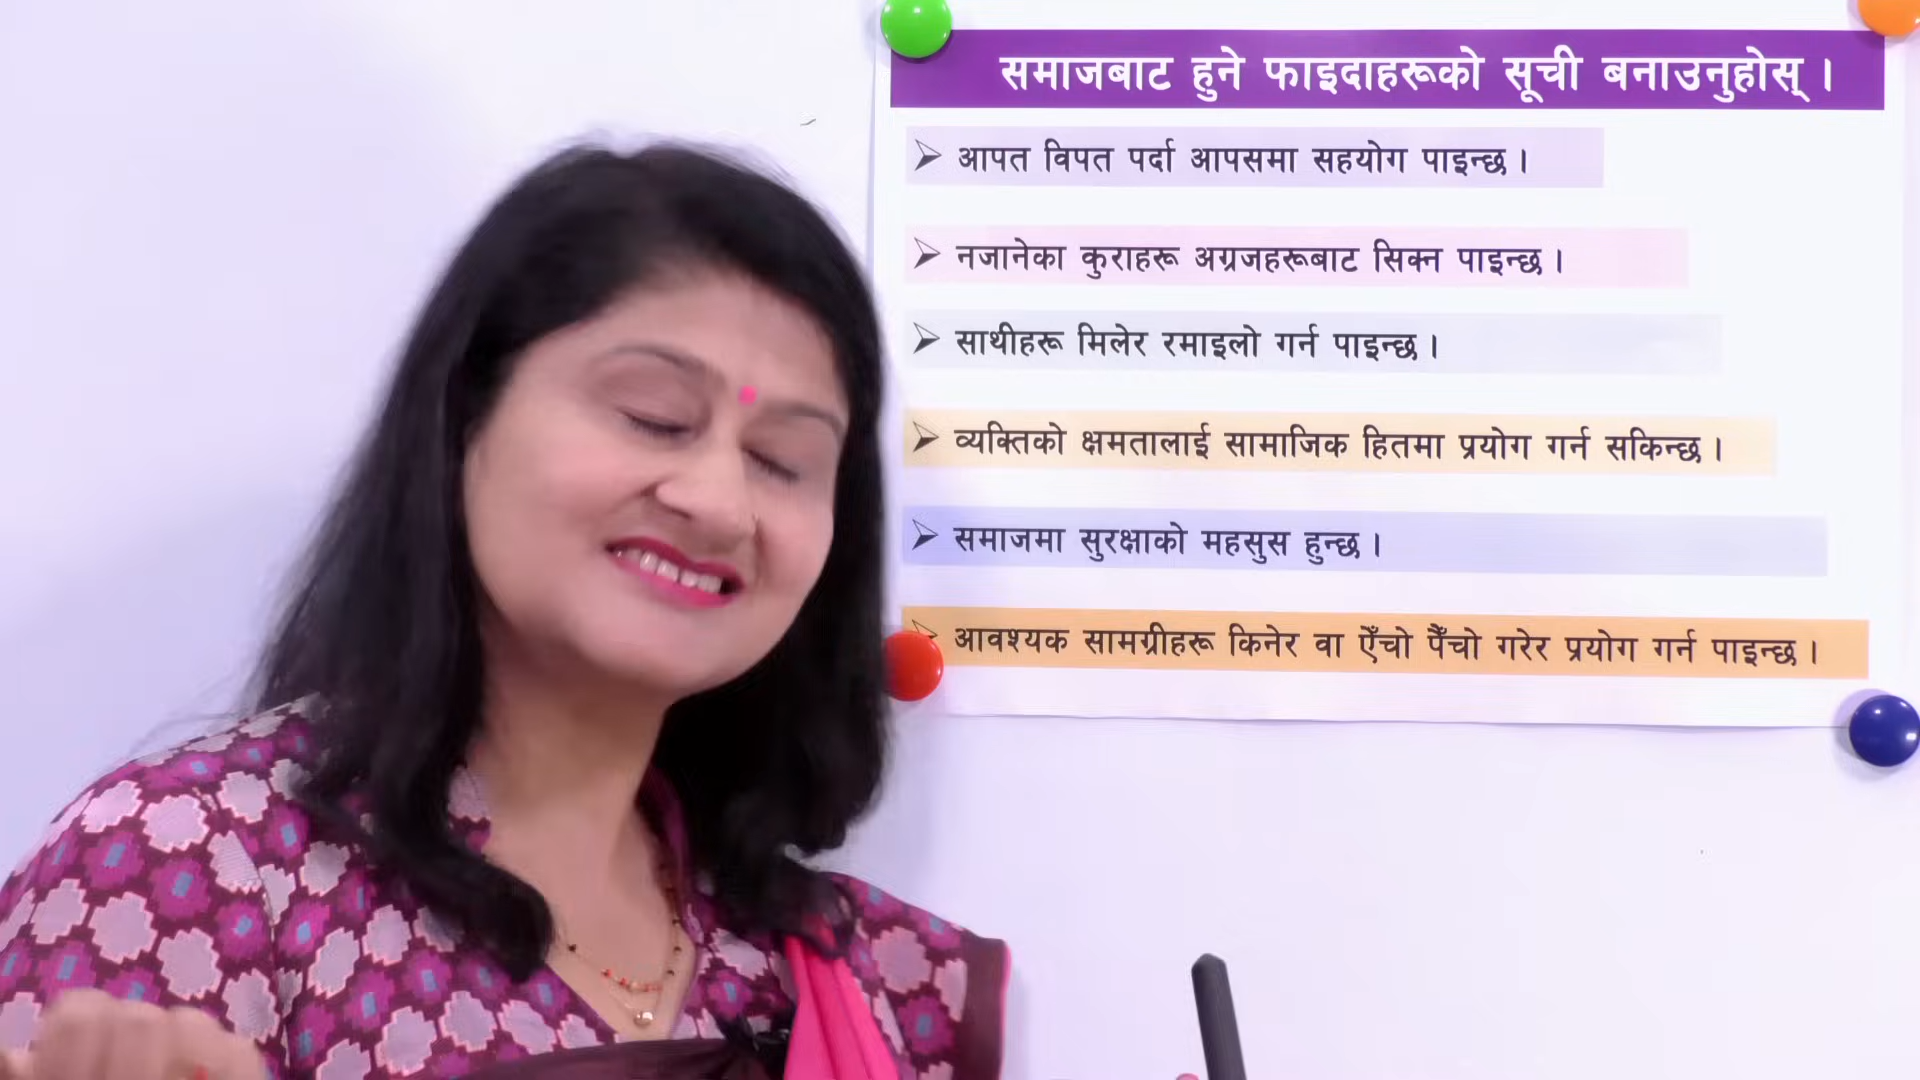 समाजबाट हुने फाइदाहरूको सूची बनाउनुहोस् ।
➢ आपत विपत पर्दा आपसमा सहयोग पाइन्छ ।
➢ नजानेका कुराहरू अग्रजहरूबाट सिक्न पाइन्छ ।
➢ साथीहरू मिलेर रमाइलो गर्न पाइन्छ ।
➢ व्यक्तिको क्षमतालाई सामाजिक हितमा प्रयोग गर्न सकिन्छ ।
➢ समाजमा सुरक्षाको महसुस हुन्छ ।
➢ आवश्यक सामग्रीहरू किनेर वा ऐँचो पैँचो गरेर प्रयोग गर्न पाइन्छ ।